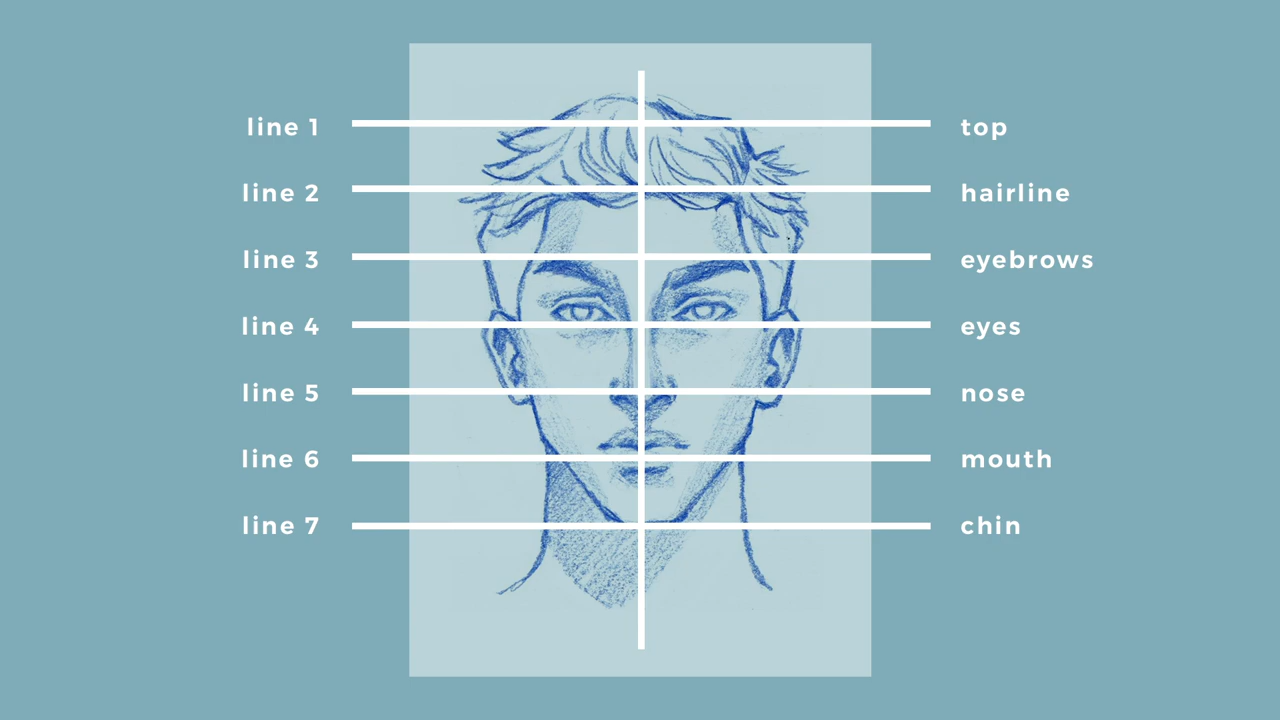 line 1 top
line 2 hairline
line 3 eyebrows
line 4 eyes
line 5 nose
line 6 mouth
line 7 chin